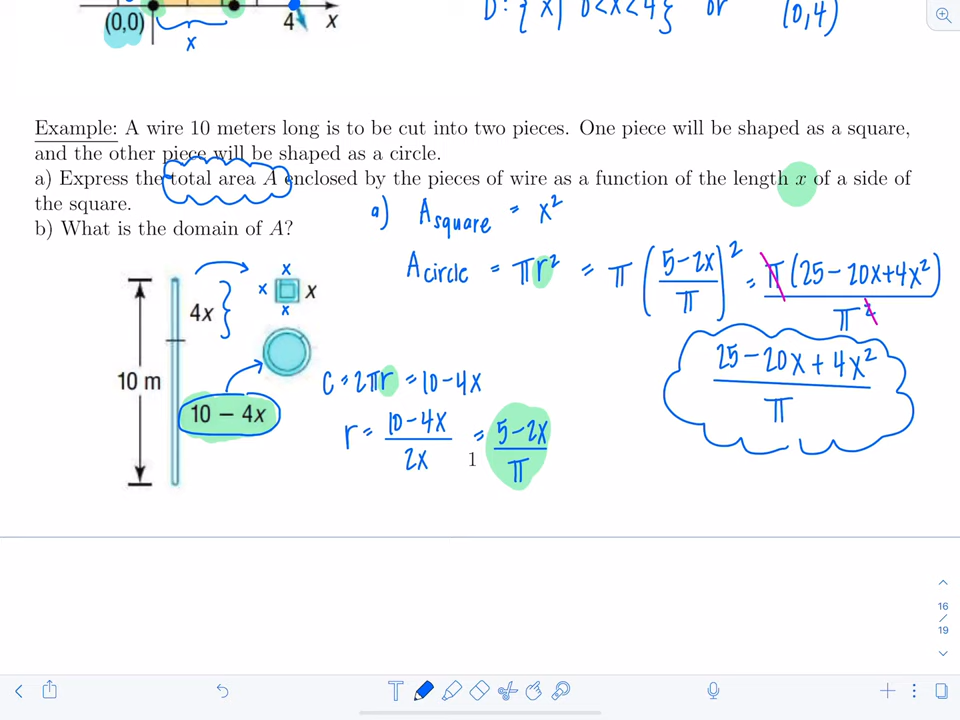 (0,0) 4 x
x
D: { x | 0<x<4 } or (0,4)
Example: A wire 10 meters long is to be cut into two pieces. One piece will be shaped as a square,
and the other piece will be shaped as a circle.
a) Express the total area A enclosed by the pieces of wire as a function of the length x of a side of
the square.
b) What is the domain of A?
a) A square = x²
A circle = πr² = π ( 5-2x / π )² = π (25 - 20x + 4x²) / π²
25 - 20x + 4x² / π
x
x x
x
4x
10 m
10 − 4x
C = 2πr = 10-4x
r = 10-4x / 2x = 5-2x / π
1
16
/
19
T